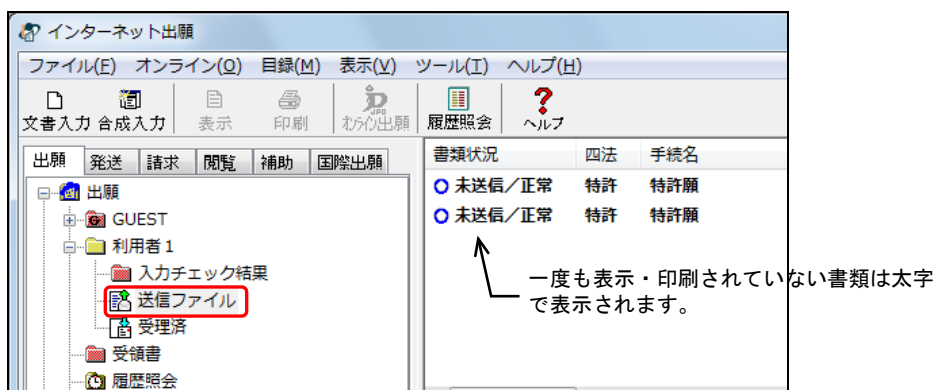 インターネット出願
ファイル(F) オンライン(O) 目録(M) 表示(V) ツール(T) ヘルプ(H)
文書入力 合成入力 表示 印刷 オンライン出願 履歴照会 ヘルプ
出願 発送 請求 閲覧 補助 国際出願
書類状況 四法 手続名
出願
GUEST
利用者1
入力チェック結果
送信ファイル
受理済
受領書
履歴照会
未送信/正常 特許 特許願
未送信/正常 特許 特許願
一度も表示・印刷されていない書類は太字
で表示されます。